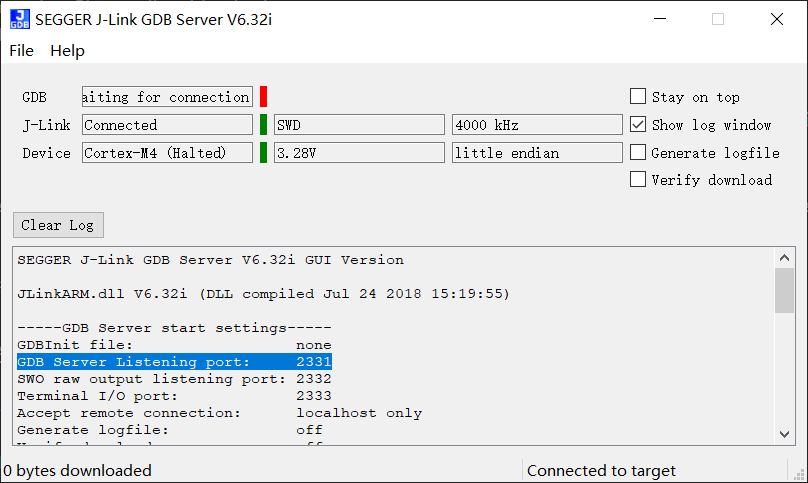 SEGGER J-Link GDB Server V6.32i
File Help
GDB aiting for connection Stay on top
J-Link Connected SWD 4000 kHz Show log window
Device Cortex-M4 (Halted) 3.28V little endian Generate logfile
Verify download
Clear Log
SEGGER J-Link GDB Server V6.32i GUI Version
JLinkARM.dll V6.32i (DLL compiled Jul 24 2018 15:19:55)
-----GDB Server start settings-----
GDBInit file: none
GDB Server Listening port: 2331
SWO raw output listening port: 2332
Terminal I/O port: 2333
Accept remote connection: localhost only
Generate logfile: off
0 bytes downloaded Connected to target